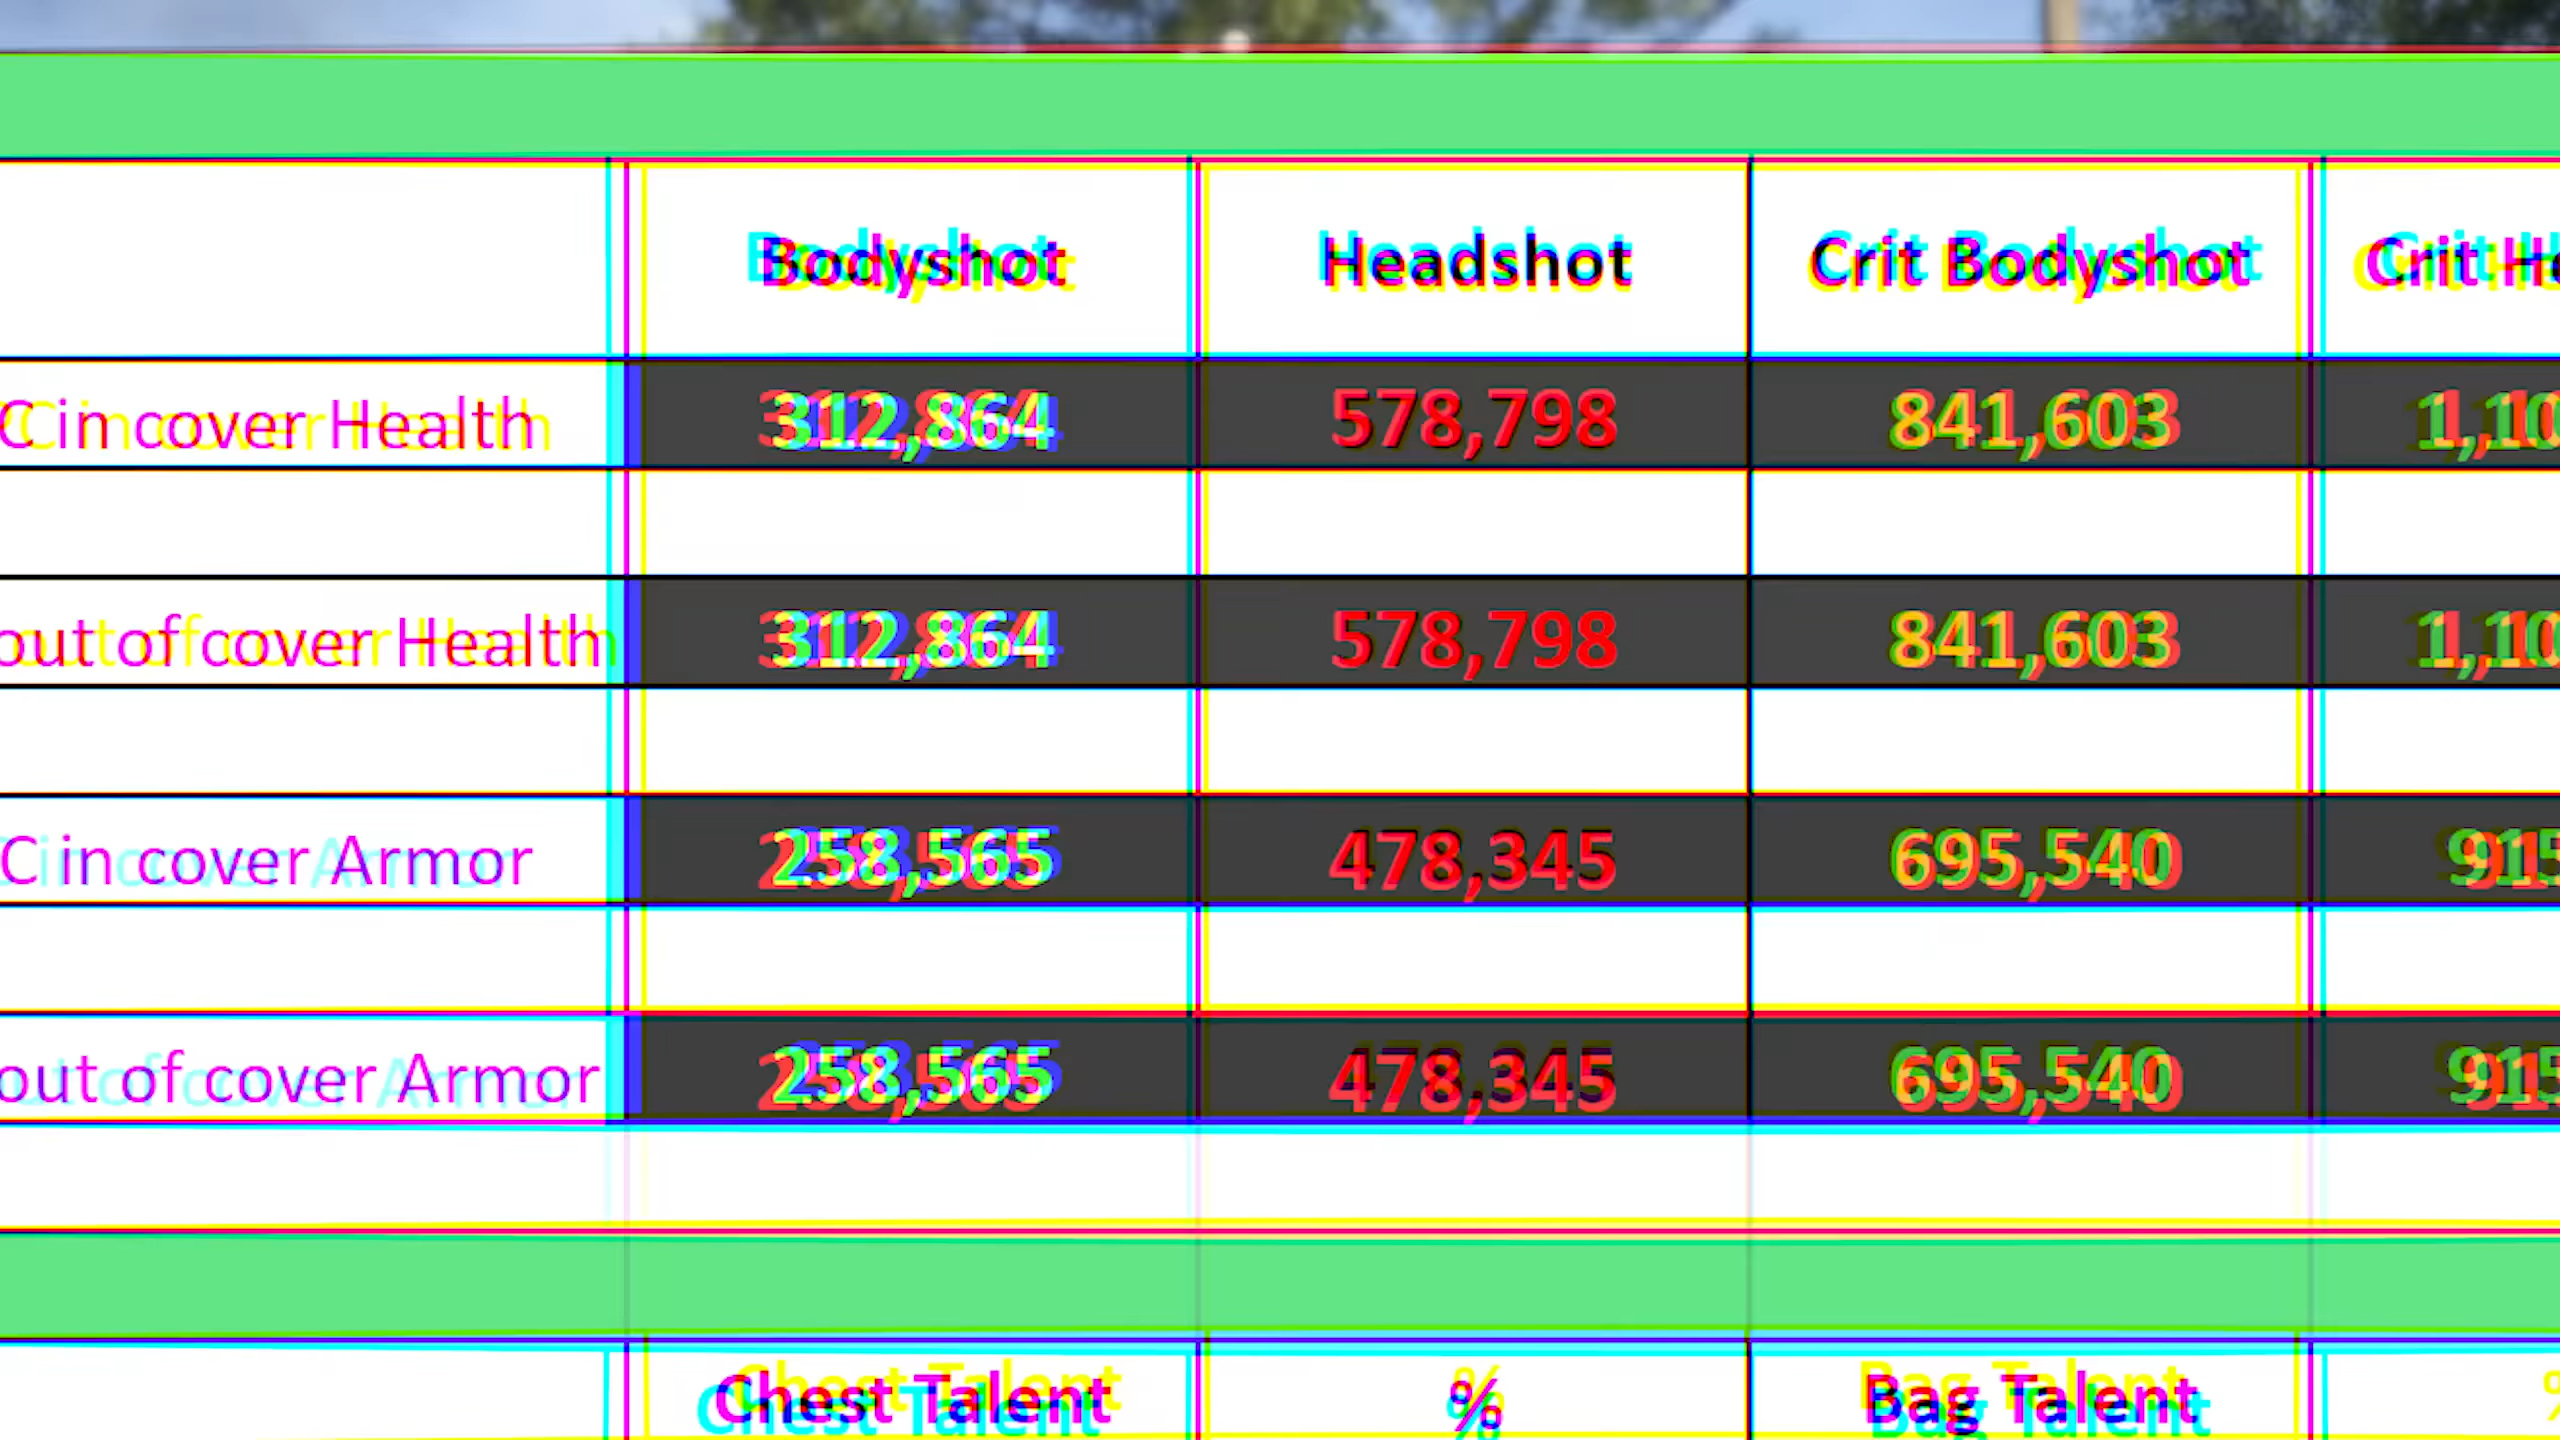 Bodyshot Headshot Crit Bodyshot Crit
C in cover Health 312,864 578,798 841,603
out of cover Health 312,864 578,798 841,603
C in cover Armor 258,565 478,345 695,540
out of cover Armor 258,565 478,345 695,540
Chest Talent % Bag Talent